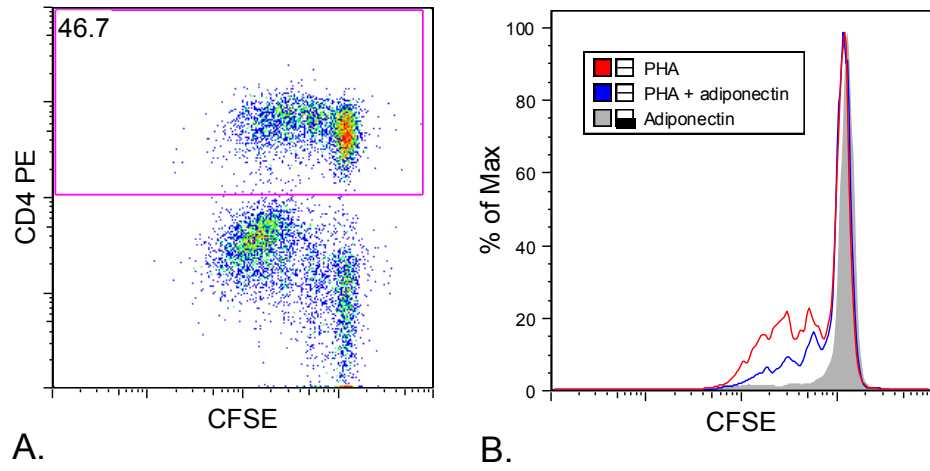 46.7
CD4 PE
CFSE
A.
100
80
60
40
20
0
% of Max
PHA
PHA + adiponectin
Adiponectin
CFSE
B.